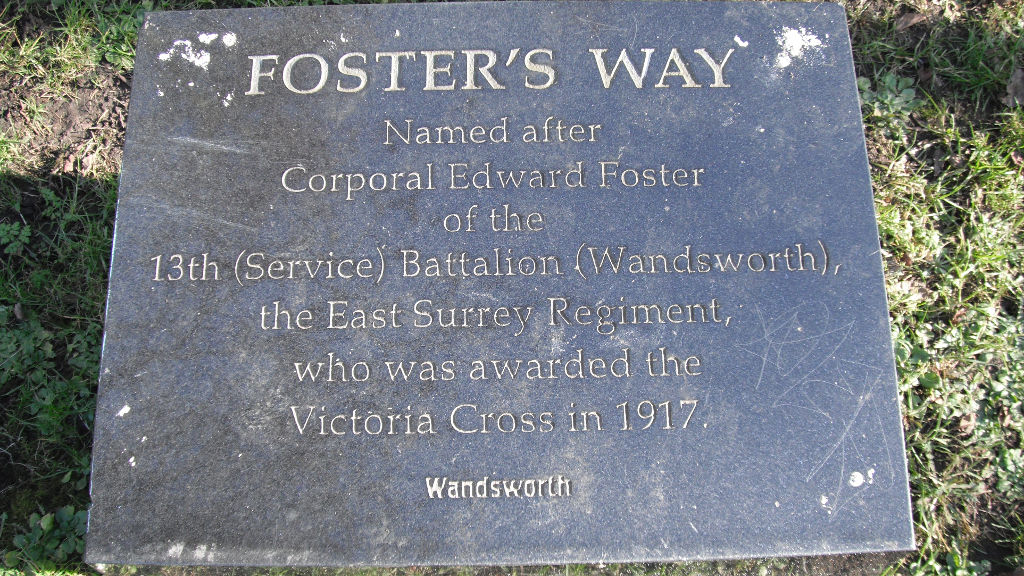 FOSTER'S WAY
Named after
Corporal Edward Foster
of the
13th (Service) Battalion (Wandsworth),
the East Surrey Regiment,
who was awarded the
Victoria Cross in 1917.
Wandsworth